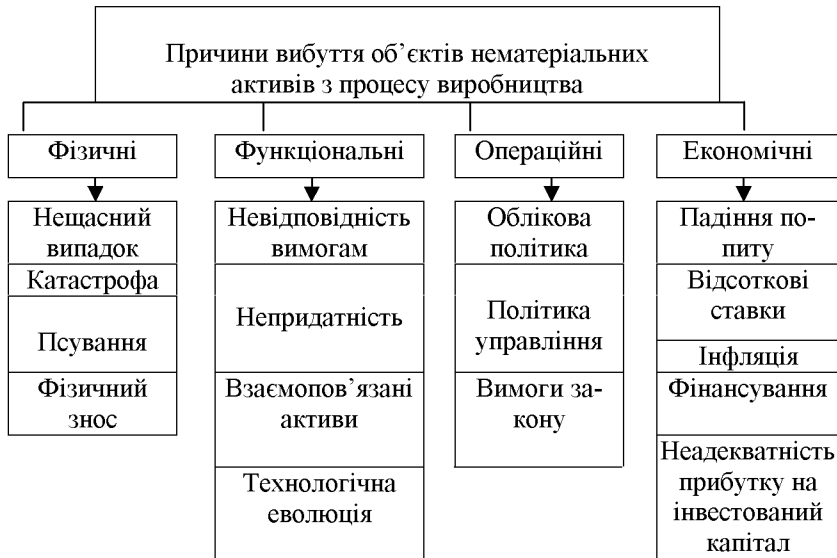 Причини вибуття об’єктів нематеріальних
активів з процесу виробництва
Фізичні
Функціональні
Операційні
Економічні
Нещасний
випадок
Катастрофа
Псування
Фізичний
знос
Невідповідність
вимогам
Непридатність
Взаємопов’язані
активи
Технологічна
еволюція
Облікова
політика
Політика
управління
Вимоги за-
кону
Падіння по-
питу
Відсоткові
ставки
Інфляція
Фінансування
Неадекватність
прибутку на
інвестований
капітал